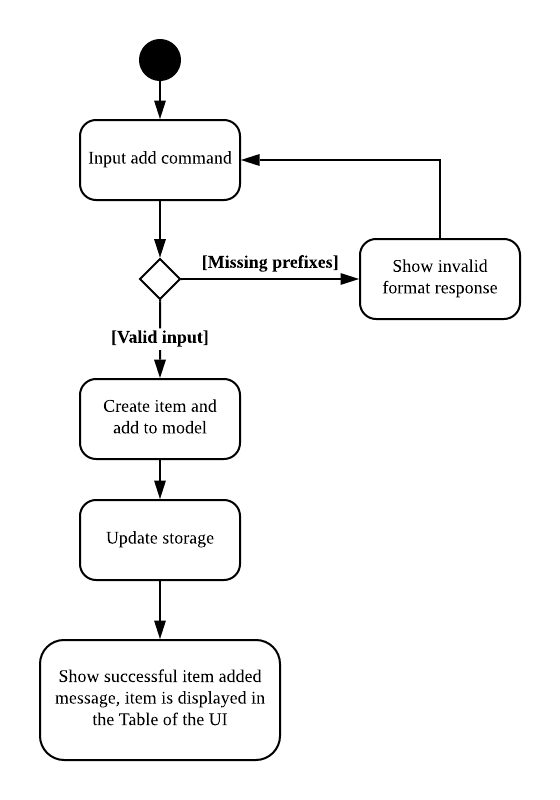 Input add command
[Missing prefixes]
Show invalid
format response
[Valid input]
Create item and
add to model
Update storage
Show successful item added
message, item is displayed in
the Table of the UI